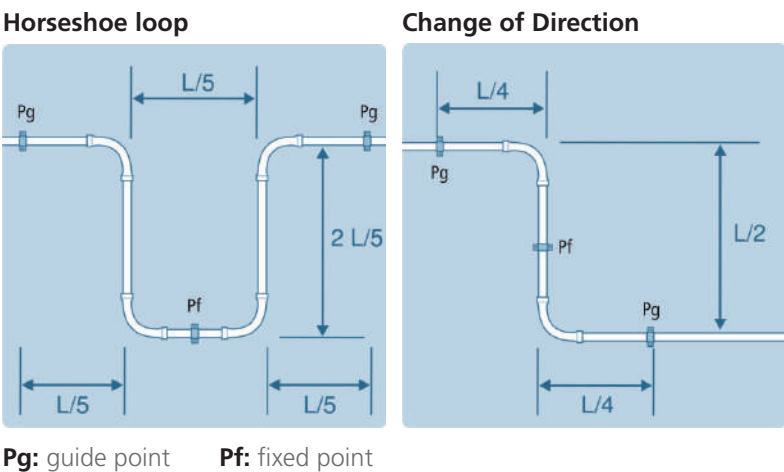 Horseshoe loop
L/5
Pg
Pg
2 L/5
Pf
L/5
L/5
Change of Direction
L/4
Pg
L/2
Pf
Pg
L/4
Pg: guide point Pf: fixed point